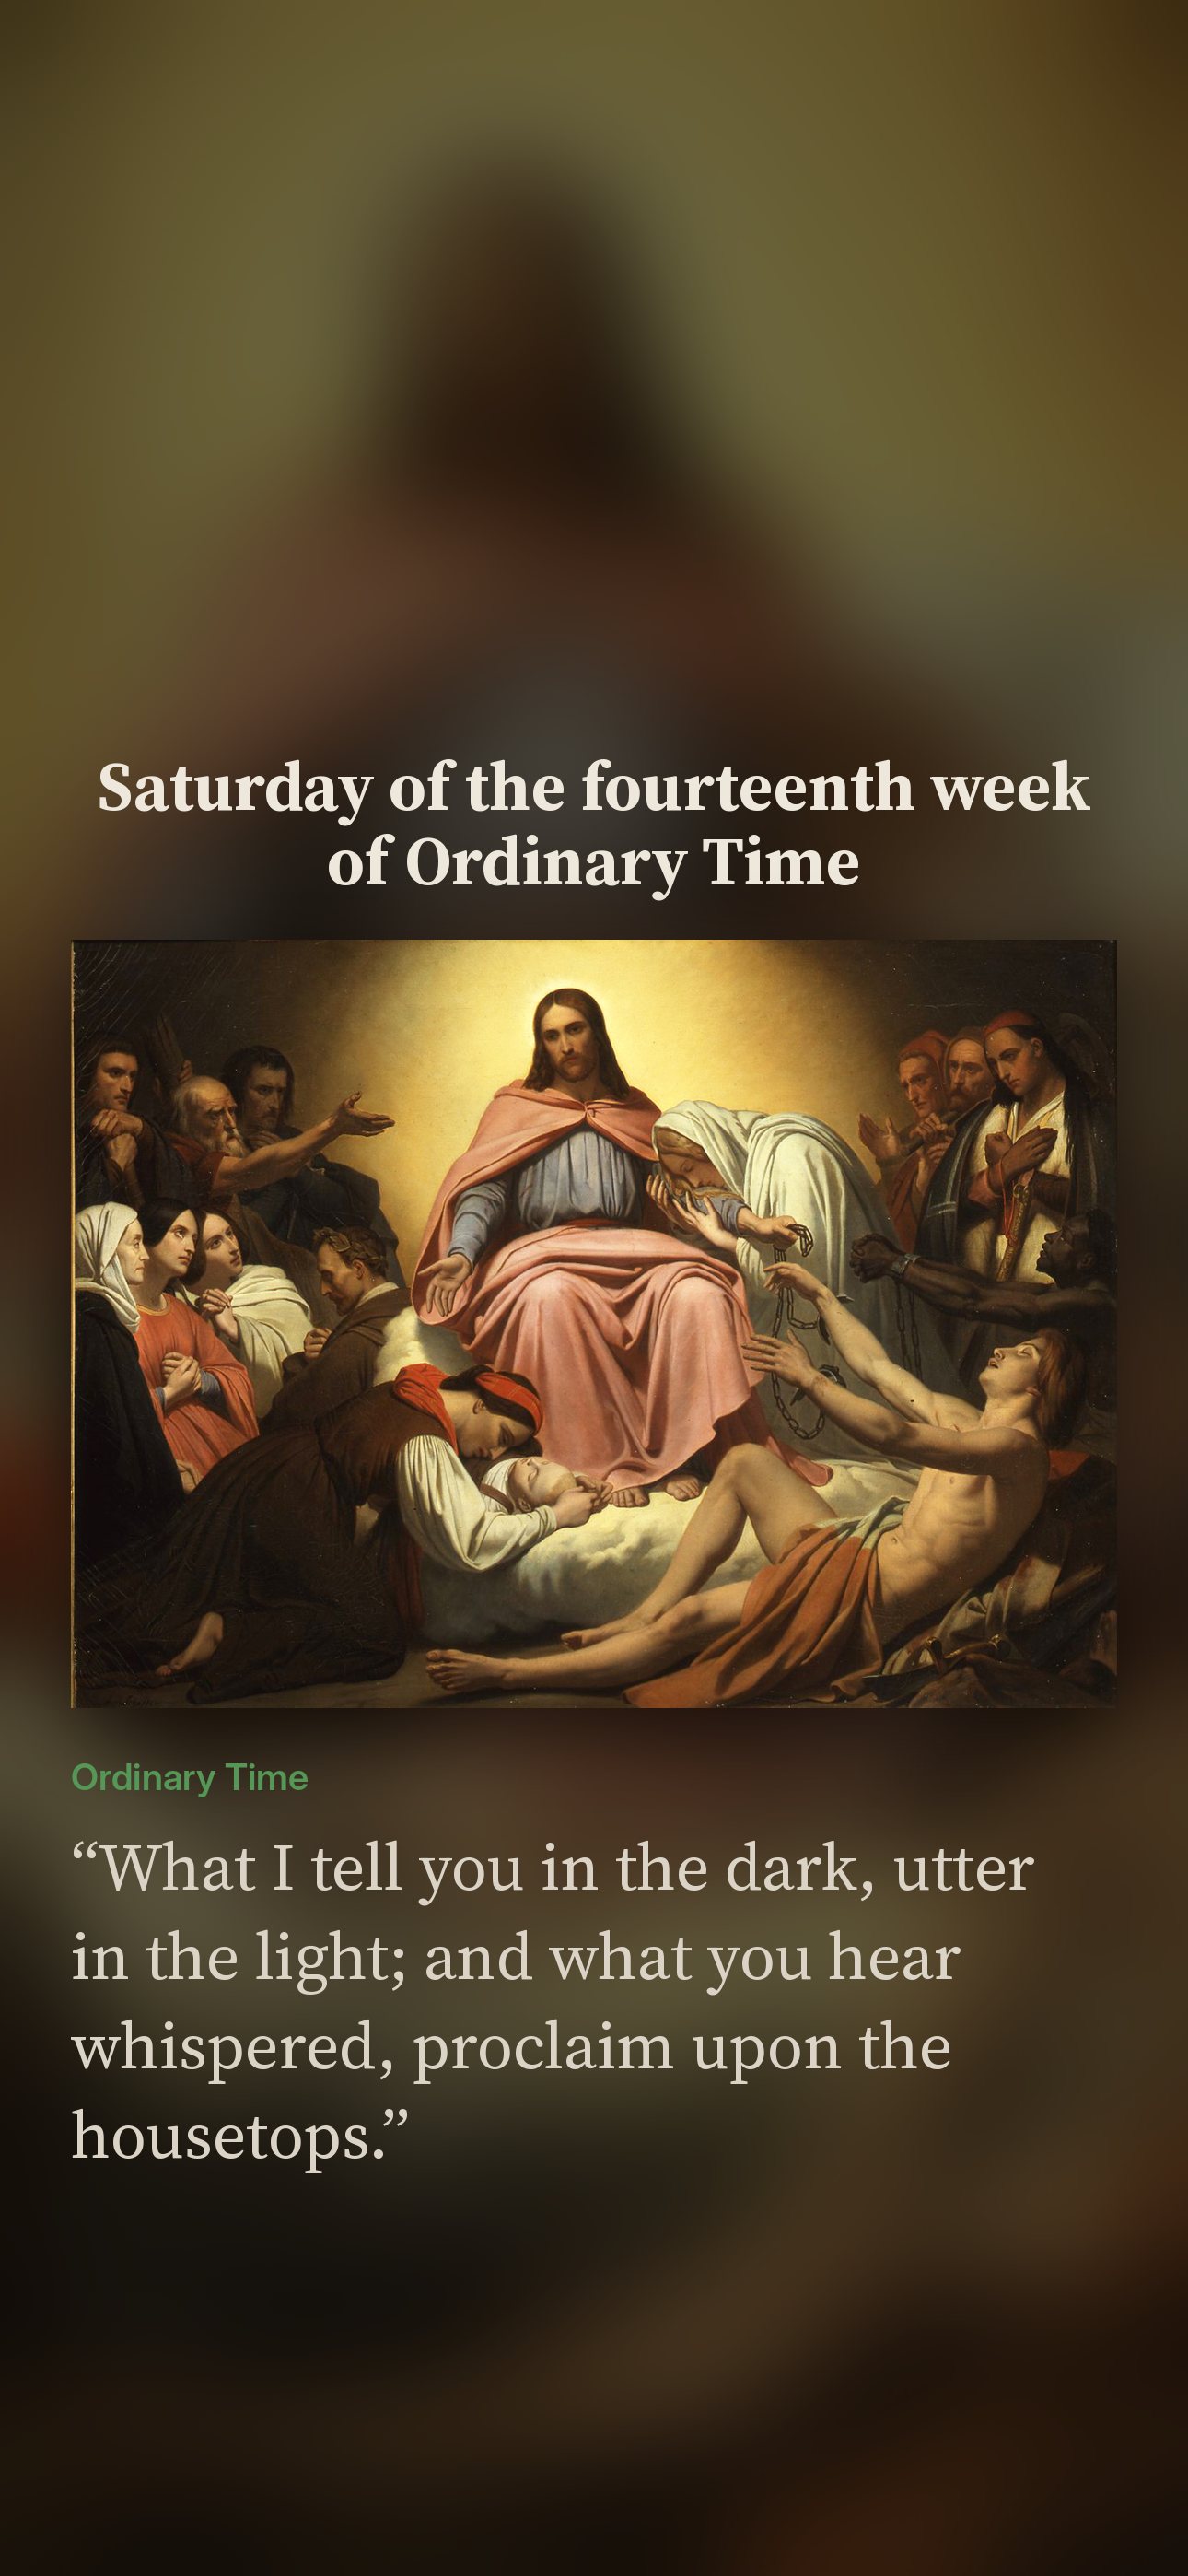 Saturday of the fourteenth week
of Ordinary Time
Ordinary Time
“What I tell you in the dark, utter
in the light; and what you hear
whispered, proclaim upon the
housetops.”